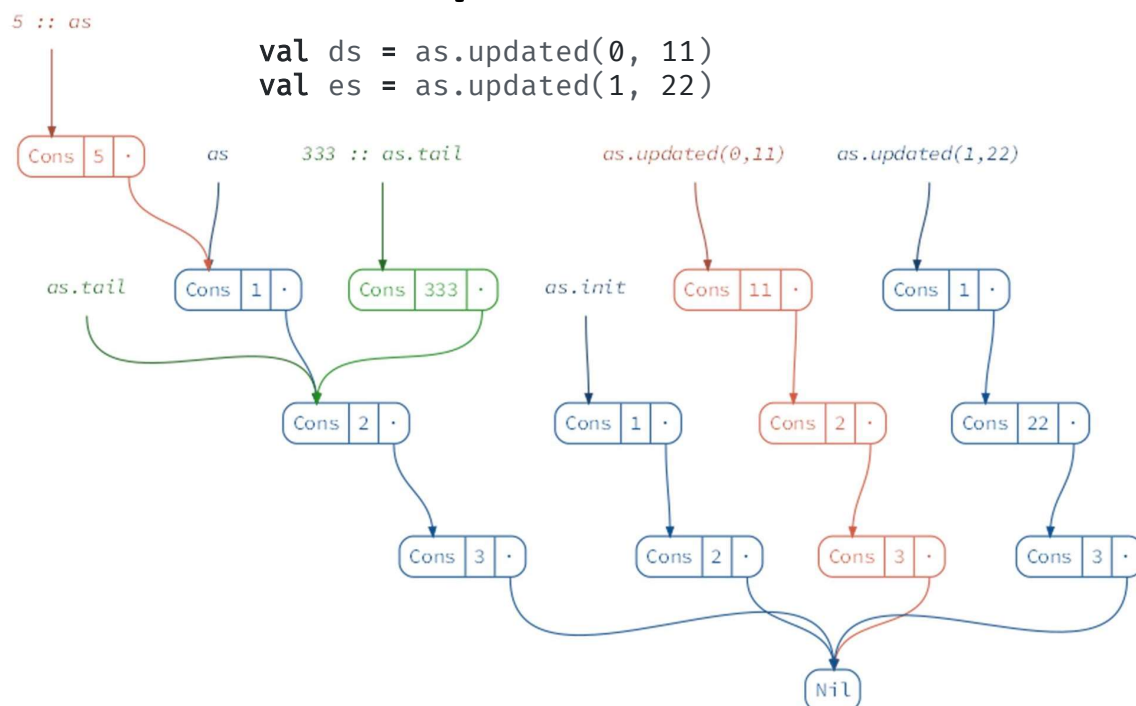 5 :: as
val ds = as.updated(0, 11)
val es = as.updated(1, 22)
Cons 5 ·
as
333 :: as.tail
as.updated(0,11)
as.updated(1,22)
as.tail
Cons 1 ·
Cons 333 ·
as.init
Cons 11 ·
Cons 1 ·
Cons 2 ·
Cons 1 ·
Cons 2 ·
Cons 22 ·
Cons 3 ·
Cons 2 ·
Cons 3 ·
Cons 3 ·
Nil